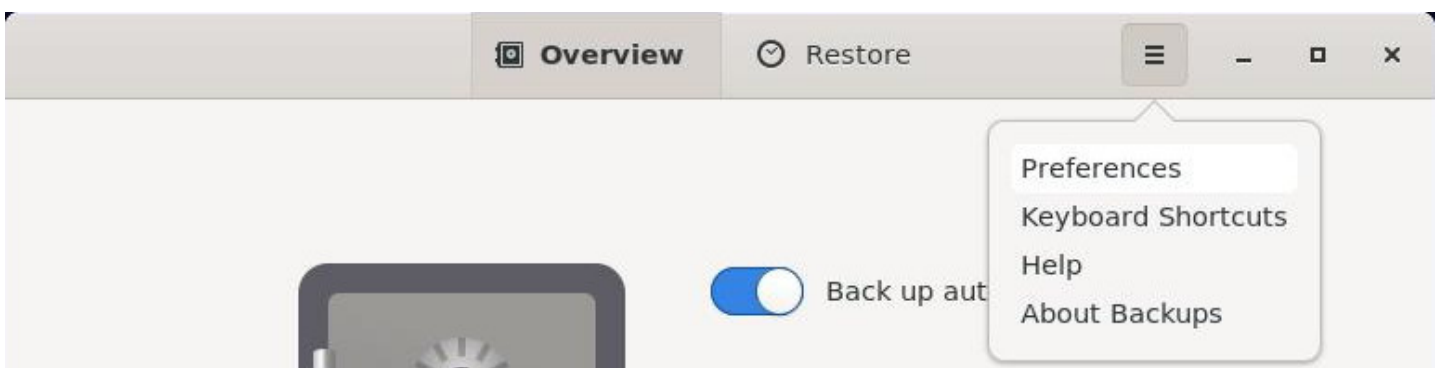 Overview
Restore
Preferences
Keyboard Shortcuts
Help
About Backups
Back up aut